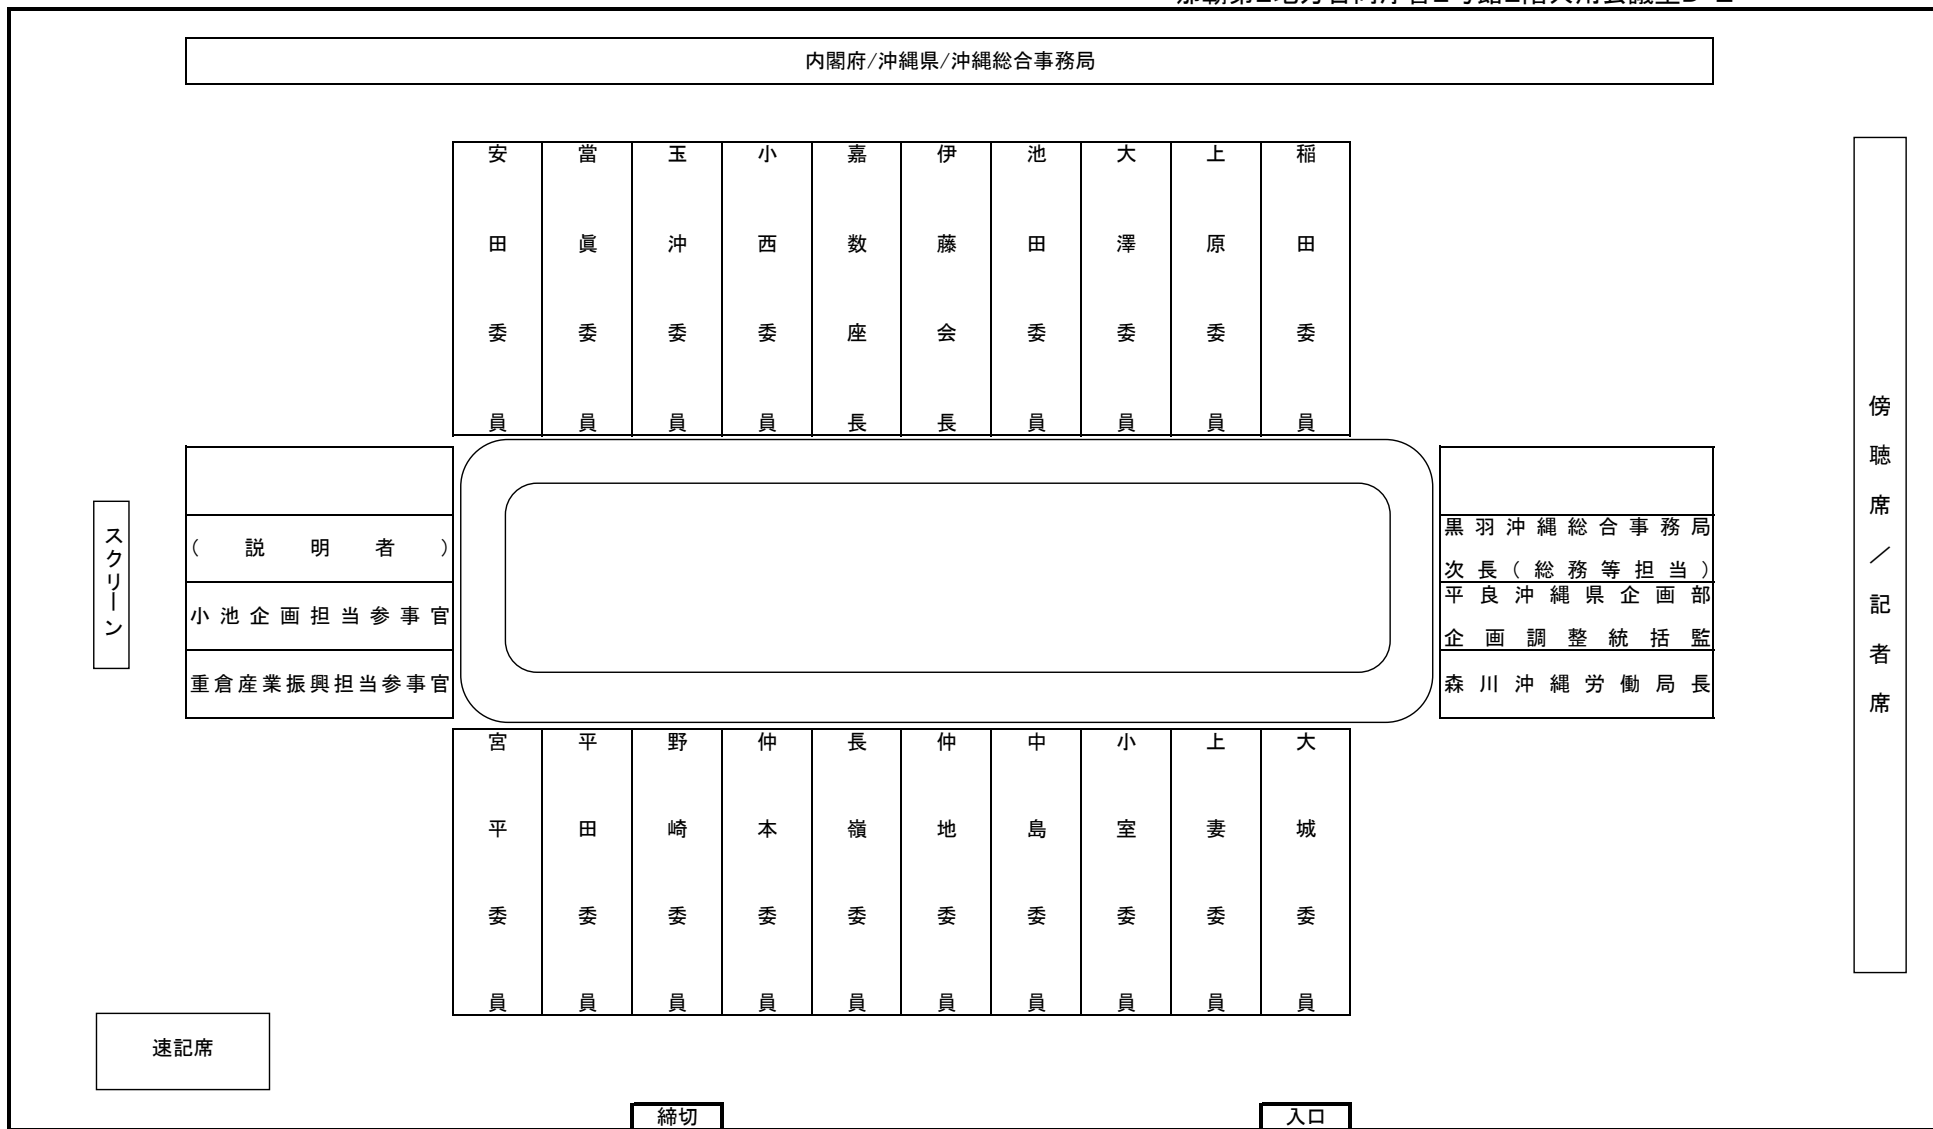 内閣府/沖縄県/沖縄総合事務局
安田委員
當眞委員
玉沖委員
小西委員
嘉数座長
伊藤会長
池田委員
大澤委員
上原委員
稲田委員
スクリーン
(説明者)
小池企画担当参事官
重倉産業振興担当参事官
黒羽沖縄総合事務局
次長(総務等担当)
平良沖縄県企画部
企画調整統括監
森川沖縄労働局長
傍聴席／記者席
宮平委員
平田委員
野崎委員
仲本委員
長嶺委員
仲地委員
中島委員
小室委員
上妻委員
大城委員
速記席
締切
入口